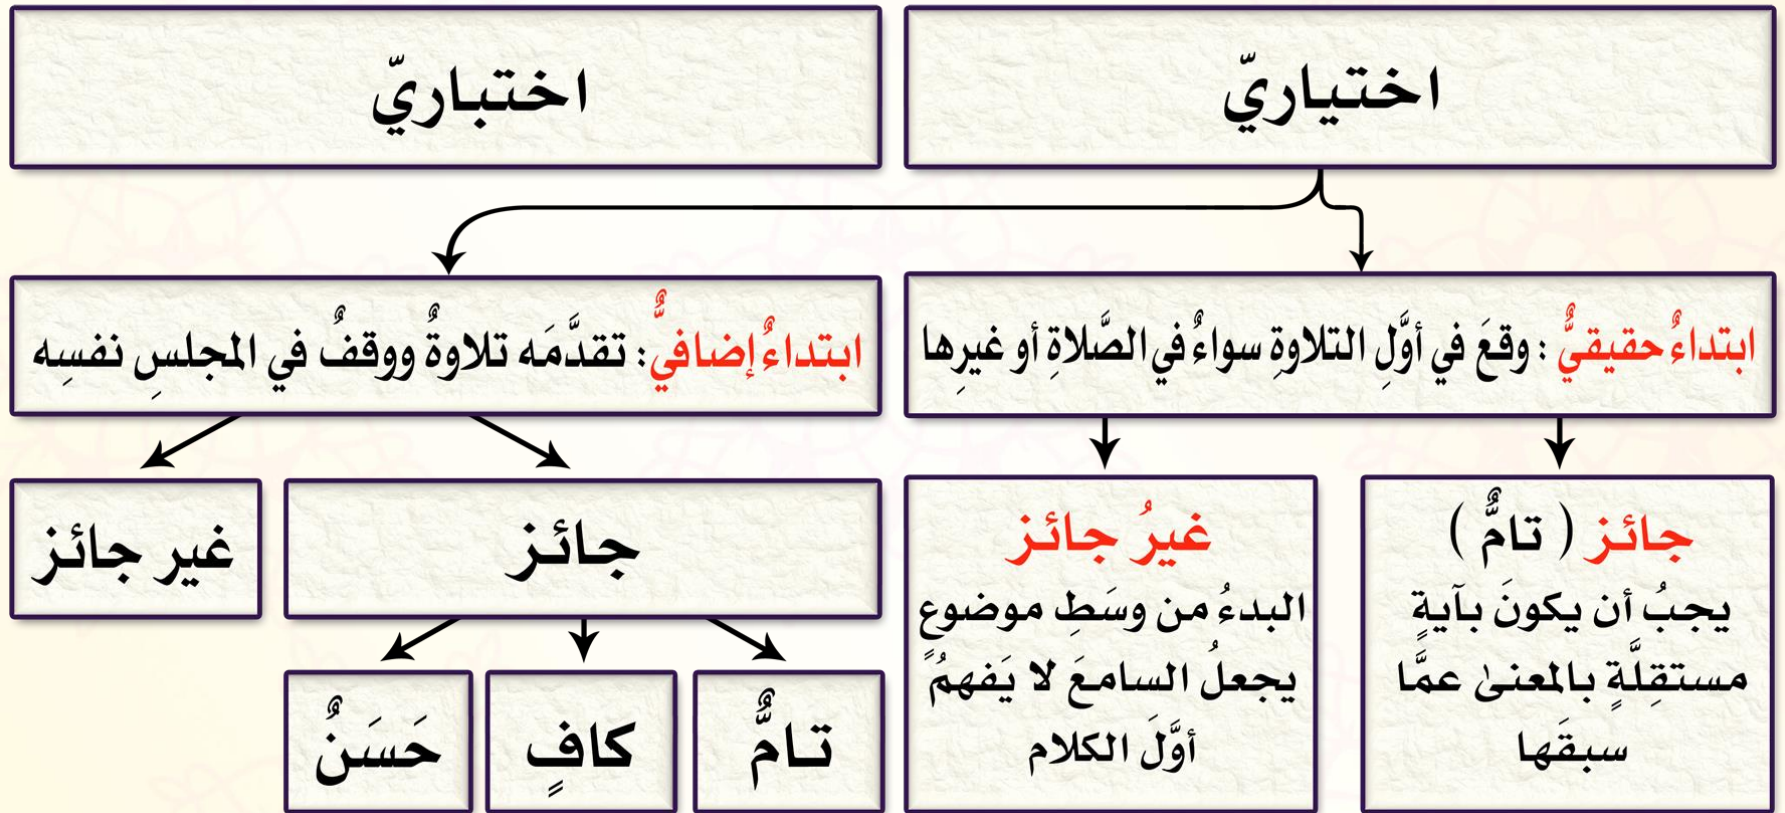 اختياريّ
اختباريّ
ابتداءٌ حقيقيٌّ : وقعَ في أوَّلِ التلاوةِ سواءٌ في الصَّلاةِ أو غيرِها
ابتداءٌ إضافيٌّ: تقدَّمَه تلاوةٌ ووقفٌ في المجلسِ نفسِه
جائز ( تامٌّ )
يجبُ أن يكونَ بآيةٍ
مستقِلَّةٍ بالمعنىٰ عمَّا
سبقَها
غيرُ جائز
البدءُ من وسَطِ موضوعٍ
يجعلُ السامعَ لا يَفهمُ
أوَّلَ الكلام
جائز
غير جائز
تامٌّ
كافٍ
حَسَنٌ